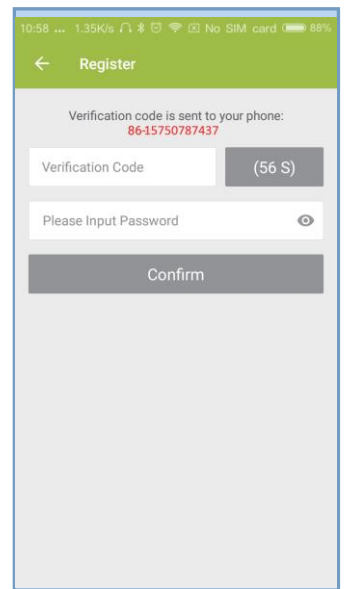 10:58 ... 1.35K/s No SIM card 88%
Register
Verification code is sent to your phone:
86-15750787437
Verification Code (56 S)
Please Input Password
Confirm